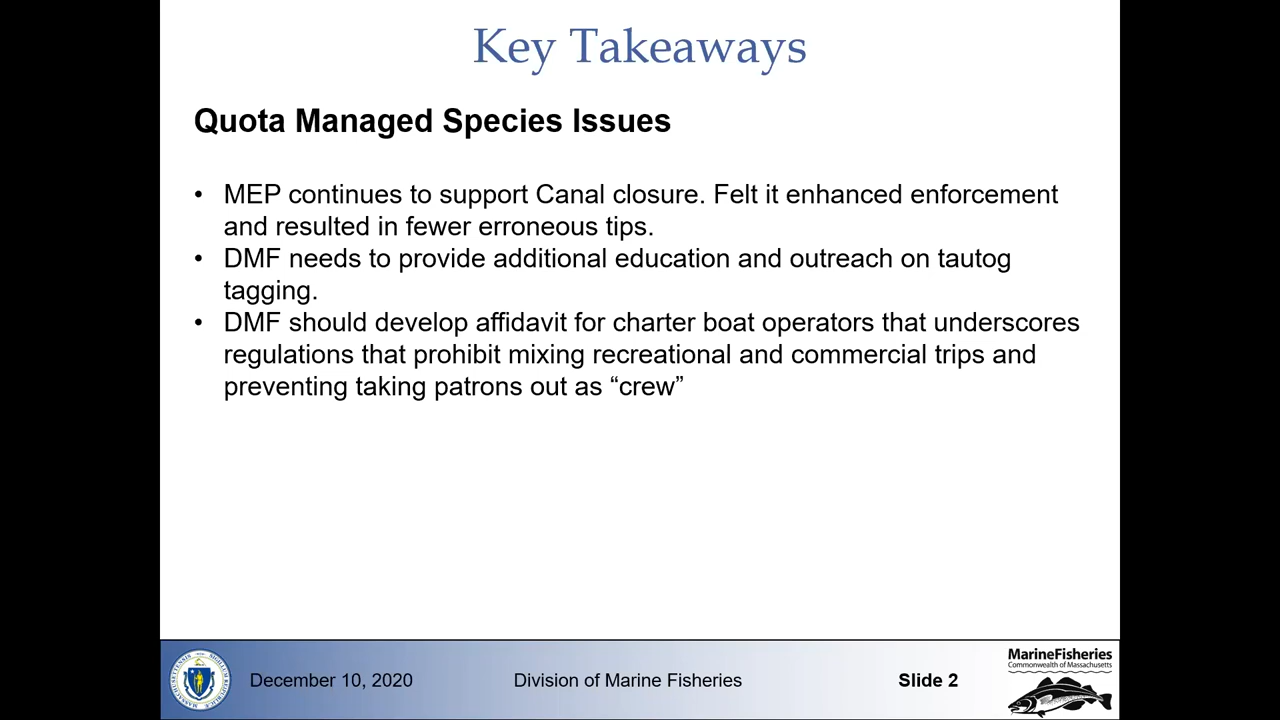 Key Takeaways
Quota Managed Species Issues
• MEP continues to support Canal closure. Felt it enhanced enforcement
and resulted in fewer erroneous tips.
• DMF needs to provide additional education and outreach on tautog
tagging.
• DMF should develop affidavit for charter boat operators that underscores
regulations that prohibit mixing recreational and commercial trips and
preventing taking patrons out as “crew”
December 10, 2020
Division of Marine Fisheries
Slide 2
MarineFisheries
Commonwealth of Massachusetts